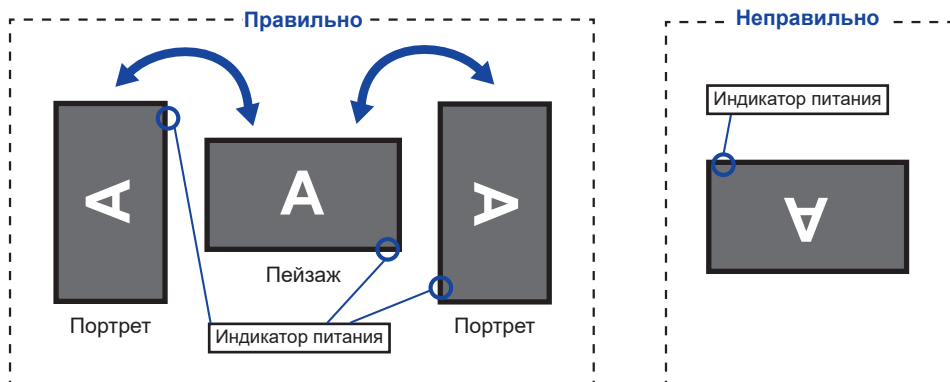 Правильно
A
A
A
Пейзаж
Портрет
Портрет
Индикатор питания
Неправильно
Индикатор питания
A